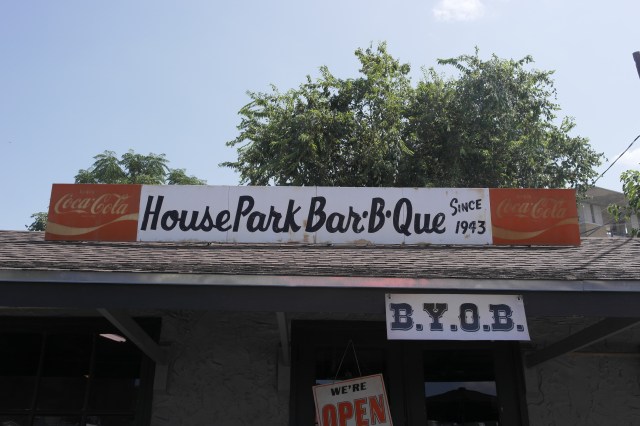 Coca-Cola House Park Bar·B·Que Since 1943 Coca-Cola
B.Y.O.B.
WE'RE
OPEN